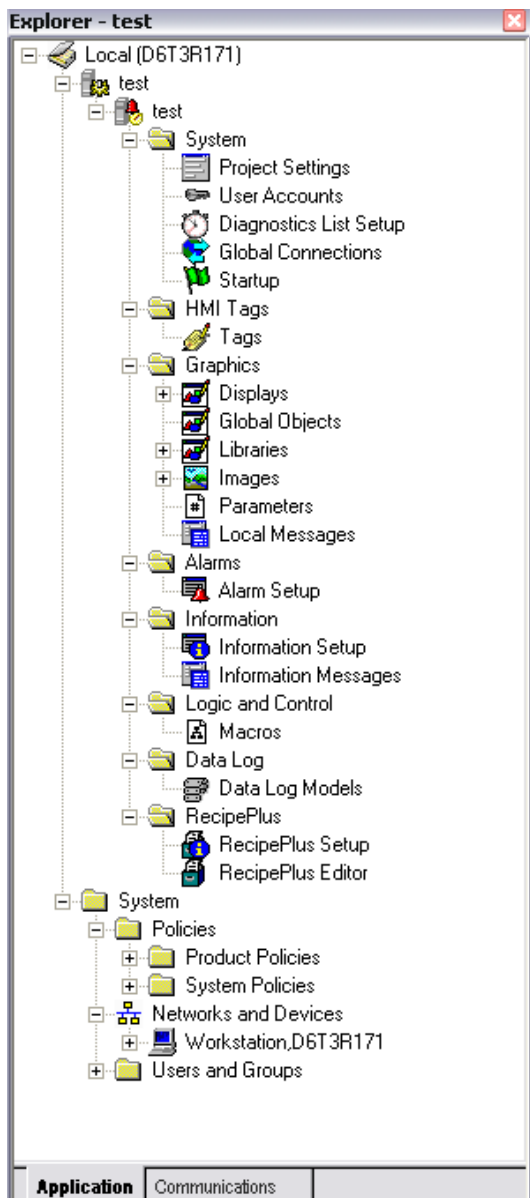 Explorer - test
Local (D6T3R171)
test
test
System
Project Settings
User Accounts
Diagnostics List Setup
Global Connections
Startup
HMI Tags
Tags
Graphics
Displays
Global Objects
Libraries
Images
Parameters
Local Messages
Alarms
Alarm Setup
Information
Information Setup
Information Messages
Logic and Control
Macros
Data Log
Data Log Models
RecipePlus
RecipePlus Setup
RecipePlus Editor
System
Policies
Product Policies
System Policies
Networks and Devices
Workstation,D6T3R171
Users and Groups
Application Communications